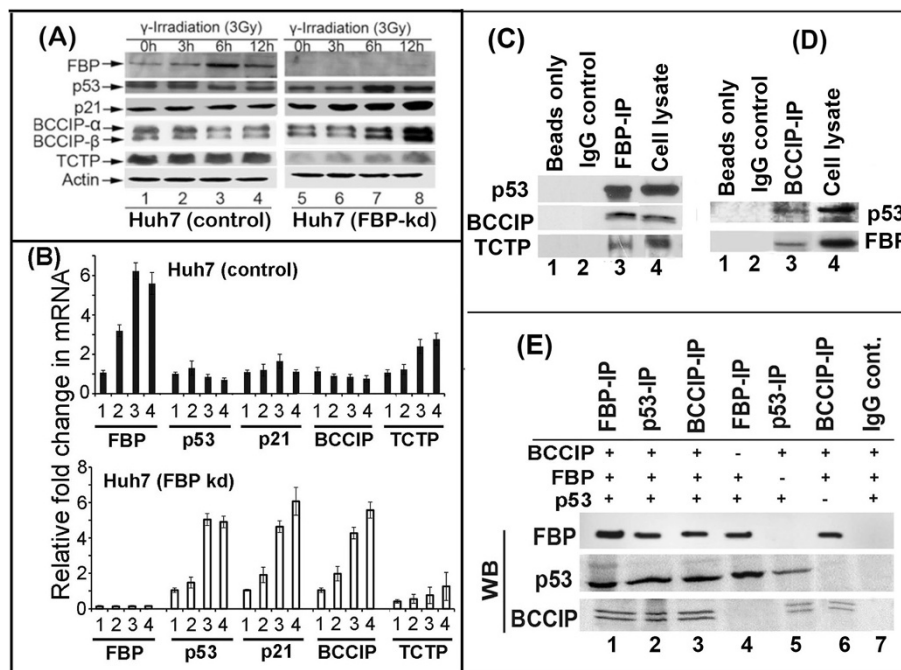 (A)
γ-Irradiation (3Gy) γ-Irradiation (3Gy)
0h 3h 6h 12h 0h 3h 6h 12h
FBP
p53
p21
BCCIP-α
BCCIP-β
TCTP
Actin
1 2 3 4 5 6 7 8
Huh7 (control) Huh7 (FBP-kd)
(B)
Relative fold change in mRNA
Huh7 (control)
6
4
2
0
1 2 3 4 1 2 3 4 1 2 3 4 1 2 3 4 1 2 3 4
FBP p53 p21 BCCIP TCTP
Huh7 (FBP kd)
6
4
2
0
1 2 3 4 1 2 3 4 1 2 3 4 1 2 3 4 1 2 3 4
FBP p53 p21 BCCIP TCTP
(C)
Beads only
IgG control
FBP-IP
Cell lysate
p53
BCCIP
TCTP
1 2 3 4
(D)
Beads only
IgG control
BCCIP-IP
Cell lysate
p53
FBP
1 2 3 4
(E)
FBP-IP
p53-IP
BCCIP-IP
FBP-IP
p53-IP
BCCIP-IP
IgG cont.
BCCIP + + + - + + +
FBP + + + + - + +
p53 + + + + + - +
WB
FBP
p53
BCCIP
1 2 3 4 5 6 7